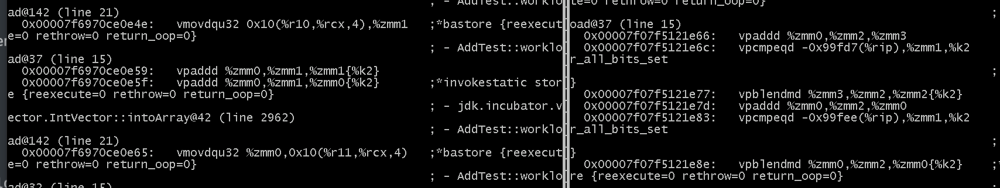 ; - AddTest::worklo
ad@142 (line 21)
0x00007f6970ce0e4e: vmovdqu32 0x10(%r10,%rcx,4),%zmm1 ;*bastore {reexecut
e=0 rethrow=0 return_oop=0}
; - AddTest::worklo
ad@37 (line 15)
0x00007f6970ce0e59: vpaddd %zmm0,%zmm1,%zmm1{%k2}
0x00007f6970ce0e5f: vpaddd %zmm0,%zmm1,%zmm0{%k2} ;*invokestatic stor
e {reexecute=0 rethrow=0 return_oop=0}
; - jdk.incubator.v
ector.IntVector::intoArray@42 (line 2962)
; - AddTest::worklo
ad@142 (line 21)
0x00007f6970ce0e65: vmovdqu32 %zmm0,0x10(%r11,%rcx,4) ;*bastore {reexecut
e=0 rethrow=0 return_oop=0}
; - AddTest::worklo
ad@32 (line 15)
te=0 rethrow=0 return_oop=0}
;
oad@37 (line 15)
0x00007f07f5121e66: vpaddd %zmm0,%zmm2,%zmm3
0x00007f07f5121e6c: vpcmpeqd -0x99fd7(%rip),%zmm1,%k2
r_all_bits_set
;
}
0x00007f07f5121e77: vpblendmd %zmm3,%zmm2,%zmm2{%k2}
0x00007f07f5121e7d: vpaddd %zmm0,%zmm2,%zmm0
0x00007f07f5121e83: vpcmpeqd -0x99fee(%rip),%zmm1,%k2
r_all_bits_set
;
}
0x00007f07f5121e8e: vpblendmd %zmm0,%zmm2,%zmm0{%k2} ;
re {reexecute=0 rethrow=0 return_oop=0}
;